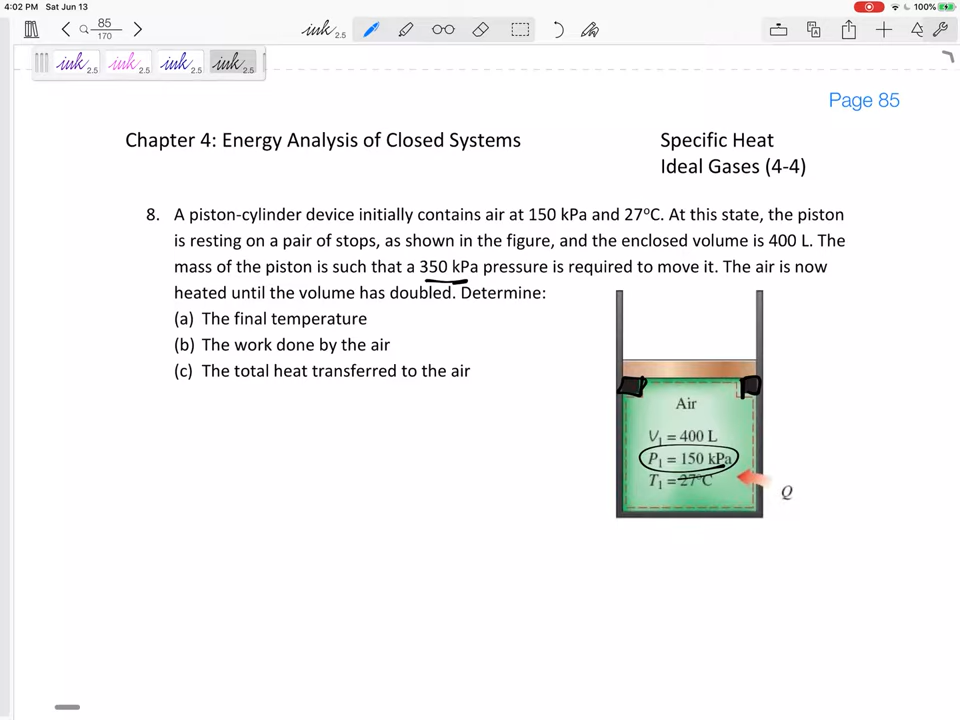 4:02 PM Sat Jun 13
100%
85
170
ink 2.5
ink 2.5 ink 2.5 ink 2.5 ink 2.5
Page 85
Chapter 4: Energy Analysis of Closed Systems
Specific Heat
Ideal Gases (4-4)
8. A piston-cylinder device initially contains air at 150 kPa and 27°C. At this state, the piston
is resting on a pair of stops, as shown in the figure, and the enclosed volume is 400 L. The
mass of the piston is such that a 350 kPa pressure is required to move it. The air is now
heated until the volume has doubled. Determine:
(a) The final temperature
(b) The work done by the air
(c) The total heat transferred to the air
Air
V₁ = 400 L
P₁ = 150 kPa
T₁ = 27°C
Q